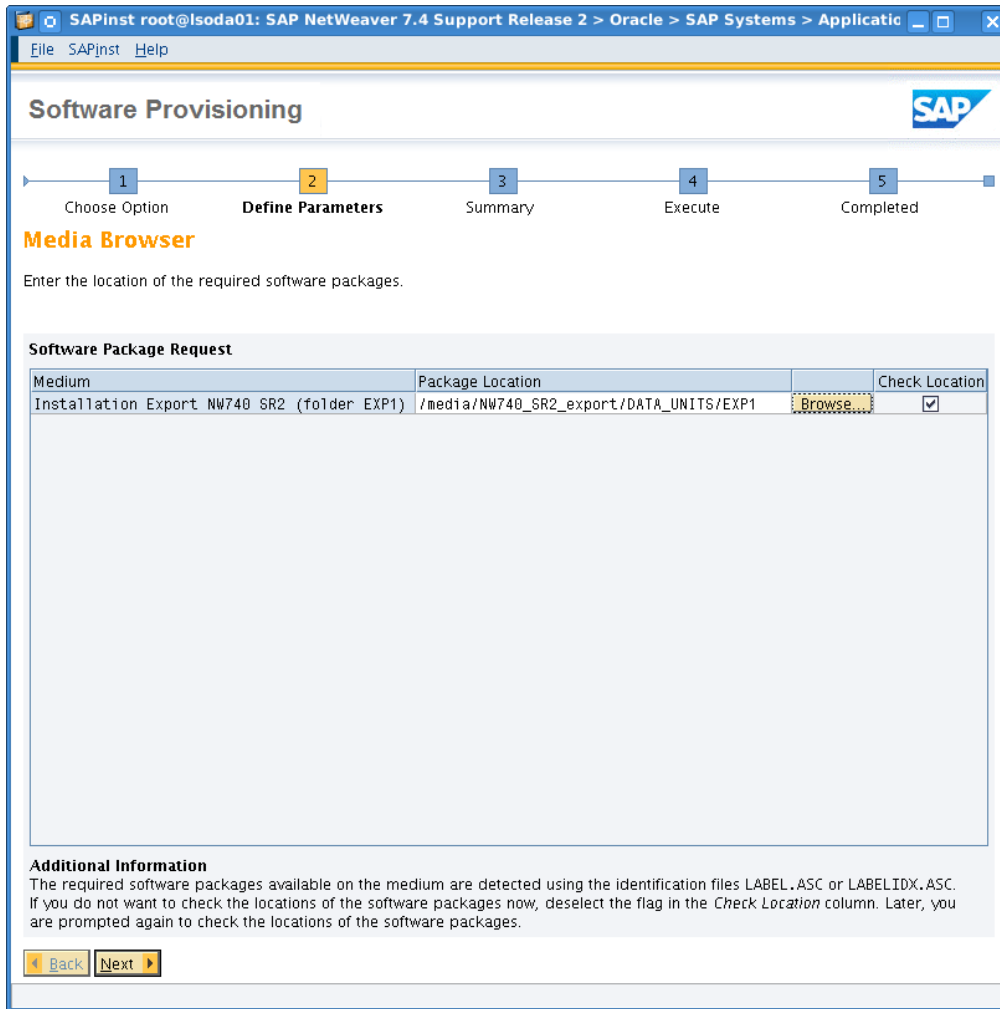 SAPinst root@lsoda01: SAP NetWeaver 7.4 Support Release 2 > Oracle > SAP Systems > Applicatio
File SAPinst Help
Software Provisioning
SAP
1 2 3 4 5
Choose Option Define Parameters Summary Execute Completed
Media Browser
Enter the location of the required software packages.
Software Package Request
Medium Package Location Check Location
Installation Export NW740 SR2 (folder EXP1) /media/NW740_SR2_export/DATA_UNITS/EXP1 Browse...
Additional Information
The required software packages available on the medium are detected using the identification files LABEL.ASC or LABELIDX.ASC.
If you do not want to check the locations of the software packages now, deselect the flag in the Check Location column. Later, you
are prompted again to check the locations of the software packages.
Back Next